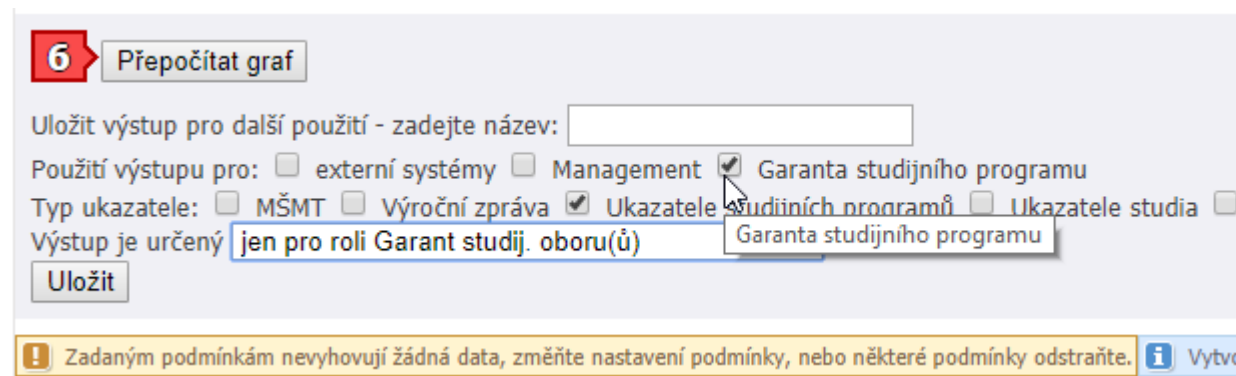 6 Přepočítat graf
Uložit výstup pro další použití - zadejte název:
Použití výstupu pro: externí systémy Management Garanta studijního programu
Typ ukazatele: MŠMT Výroční zpráva Ukazatele studijních programů Ukazatele studia
Výstup je určený jen pro roli Garant studij. oboru(ů) Garanta studijního programu
Uložit
Zadaným podmínkám nevyhovují žádná data, změňte nastavení podmínky, nebo některé podmínky odstraňte.